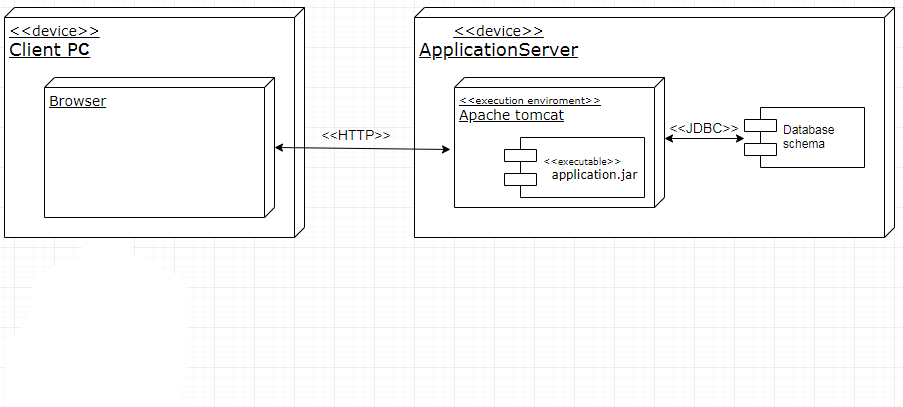 <<device>>
Client PC
Browser
<<HTTP>>
<<device>>
ApplicationServer
<<execution enviroment>>
Apache tomcat
<<executable>>
application.jar
<<JDBC>>
Database
schema